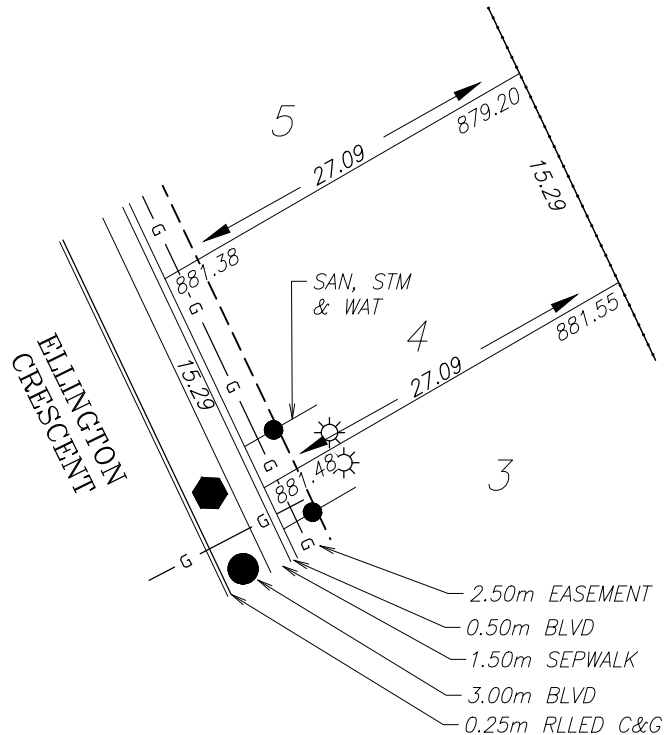 5
879.20
27.09
15.29
881.38
G
G
SAN, STM
& WAT
4
881.55
27.09
15.29
G
ELLINGTON
CRESCENT
G
881.48
3
G
G
G
2.50m EASEMENT
0.50m BLVD
1.50m SEPWALK
3.00m BLVD
0.25m RLLED C&G